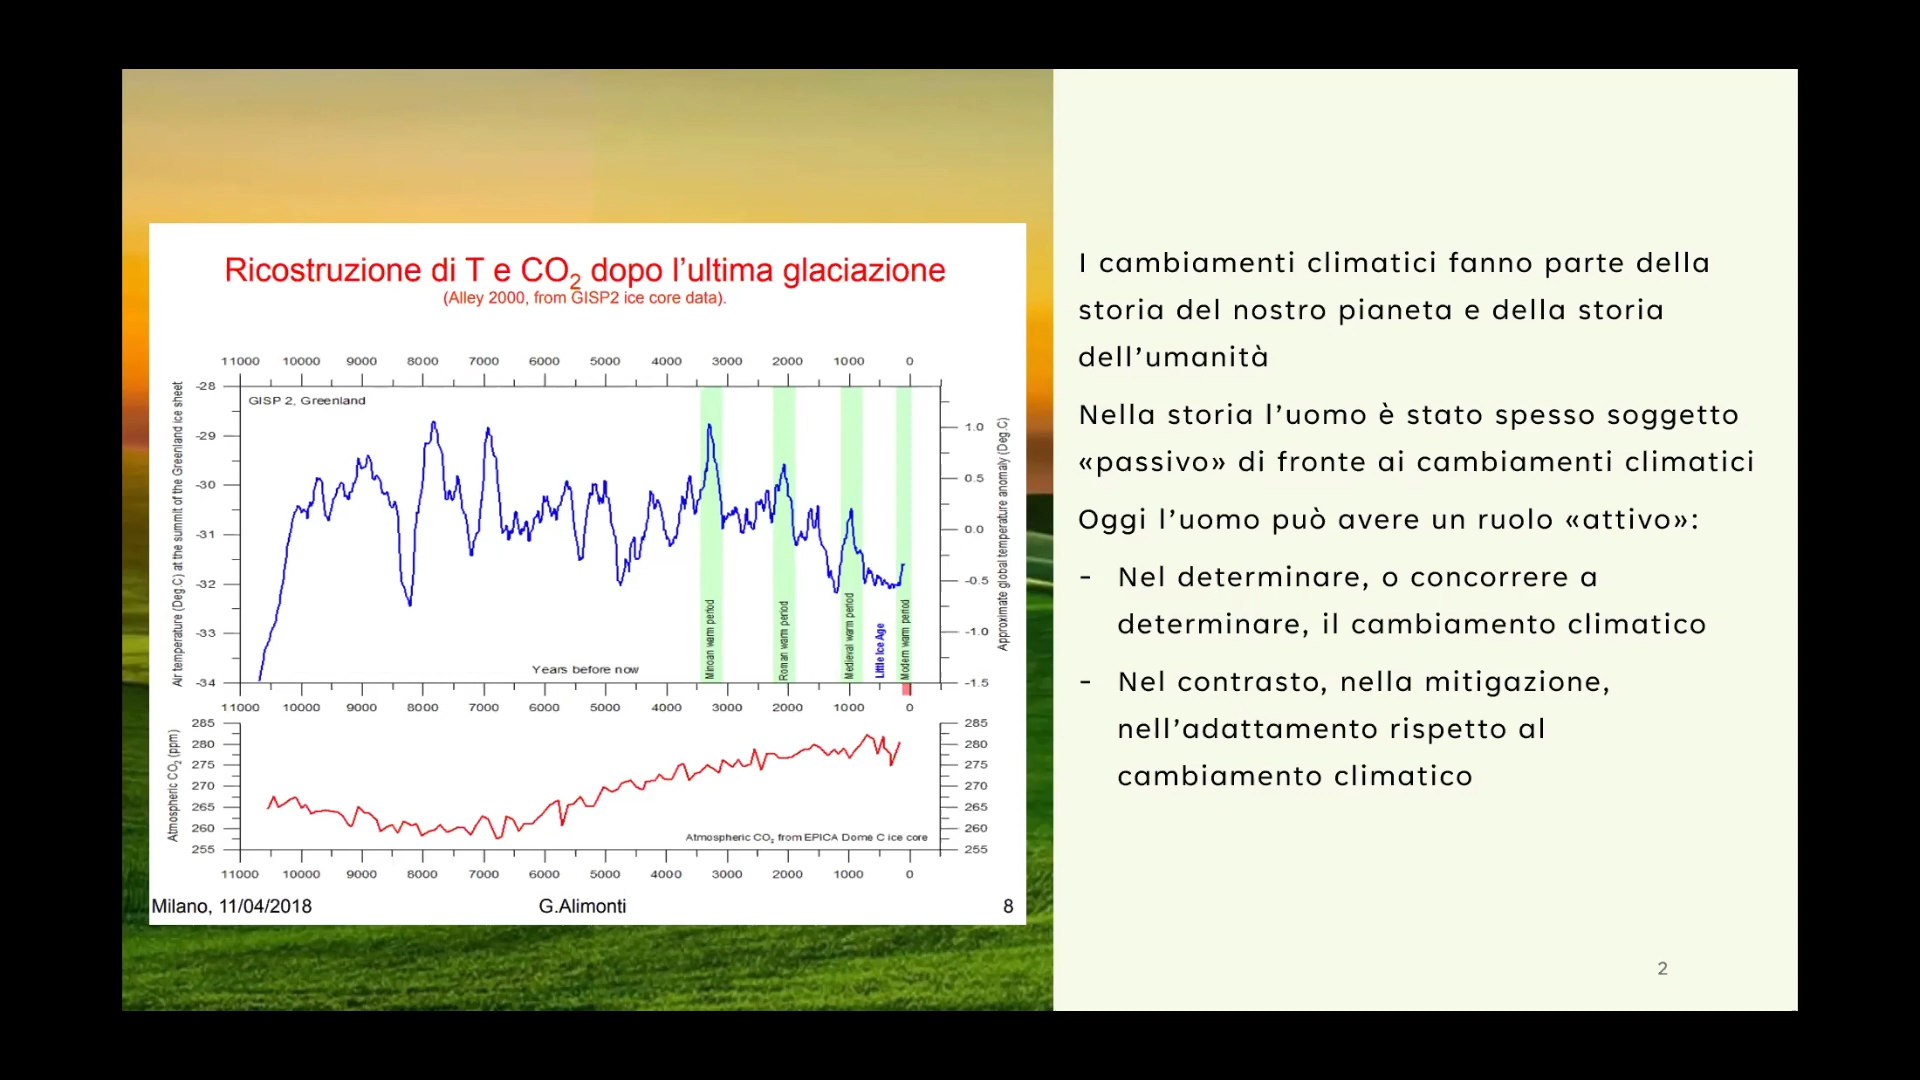 Ricostruzione di T e CO2 dopo l'ultima glaciazione
(Alley 2000, from GISP2 ice core data).
11000 10000 9000 8000 7000 6000 5000 4000 3000 2000 1000 0
GISP 2, Greenland
Air temperature (Deg.C) at the summit of the Greenland ice sheet
-28
-29
-30
-31
-32
-33
-34
1.0
0.5
0.0
-0.5
-1.0
-1.5
Approximate global temperature anomaly (Deg.C)
Minoan warm period
Roman warm period
Medieval warm period
Little Ice Age
Modern warm period
Years before now
11000 10000 9000 8000 7000 6000 5000 4000 3000 2000 1000 0
Atmospheric CO2 (ppm)
285
280
275
270
265
260
255
285
280
275
270
265
260
255
Atmospheric CO2 from EPICA Dome C ice core
11000 10000 9000 8000 7000 6000 5000 4000 3000 2000 1000 0
Milano, 11/04/2018 G.Alimonti 8
I cambiamenti climatici fanno parte della
storia del nostro pianeta e della storia
dell'umanità
Nella storia l'uomo è stato spesso soggetto
«passivo» di fronte ai cambiamenti climatici
Oggi l'uomo può avere un ruolo «attivo»:
- Nel determinare, o concorrere a
determinare, il cambiamento climatico
- Nel contrasto, nella mitigazione,
nell'adattamento rispetto al
cambiamento climatico
2